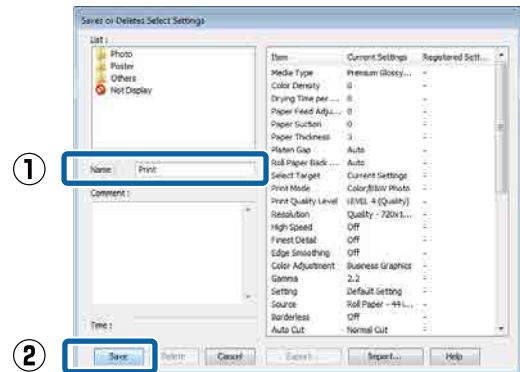 Saves or Deletes Select Settings
List :
Photo
Poster
Others
Not Display
① Name : Print
Comment :
Time :
② Save Delete Cancel Export... Import... Help
Item Current Settings Registered Sett...
Media Type Premium Glossy... -
Color Density 0 -
Drying Time per ... 0 -
Paper Feed Adju... 0 -
Paper Suction 0 -
Paper Thickness 3 -
Platen Gap Auto -
Roll Paper Back ... Auto -
Select Target Current Settings -
Print Mode Color/B&W Photo -
Print Quality Level LEVEL 4 (Quality) -
Resolution Quality - 720x1... -
High Speed Off -
Finest Detail Off -
Edge Smoothing Off -
Color Adjustment Business Graphics -
Gamma 2.2 -
Setting Default Setting -
Source Roll Paper - 44 i... -
Borderless Off -
Auto Cut Normal Cut -